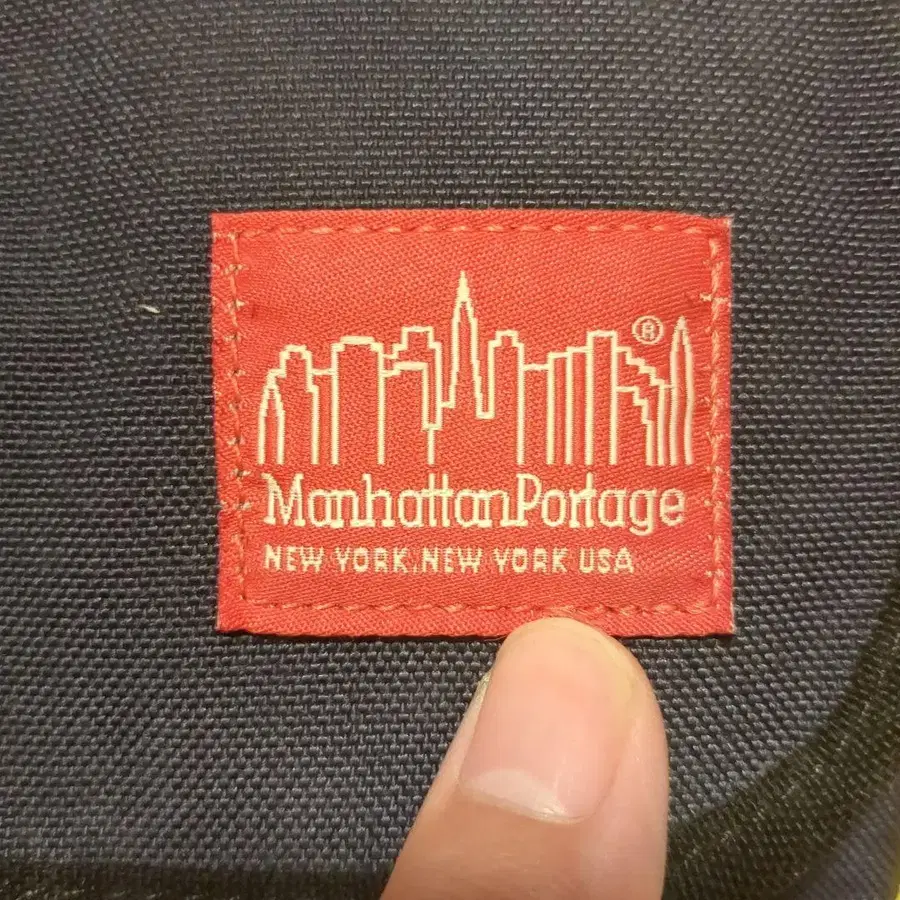 ®
ManhattanPortage
NEW YORK, NEW YORK USA